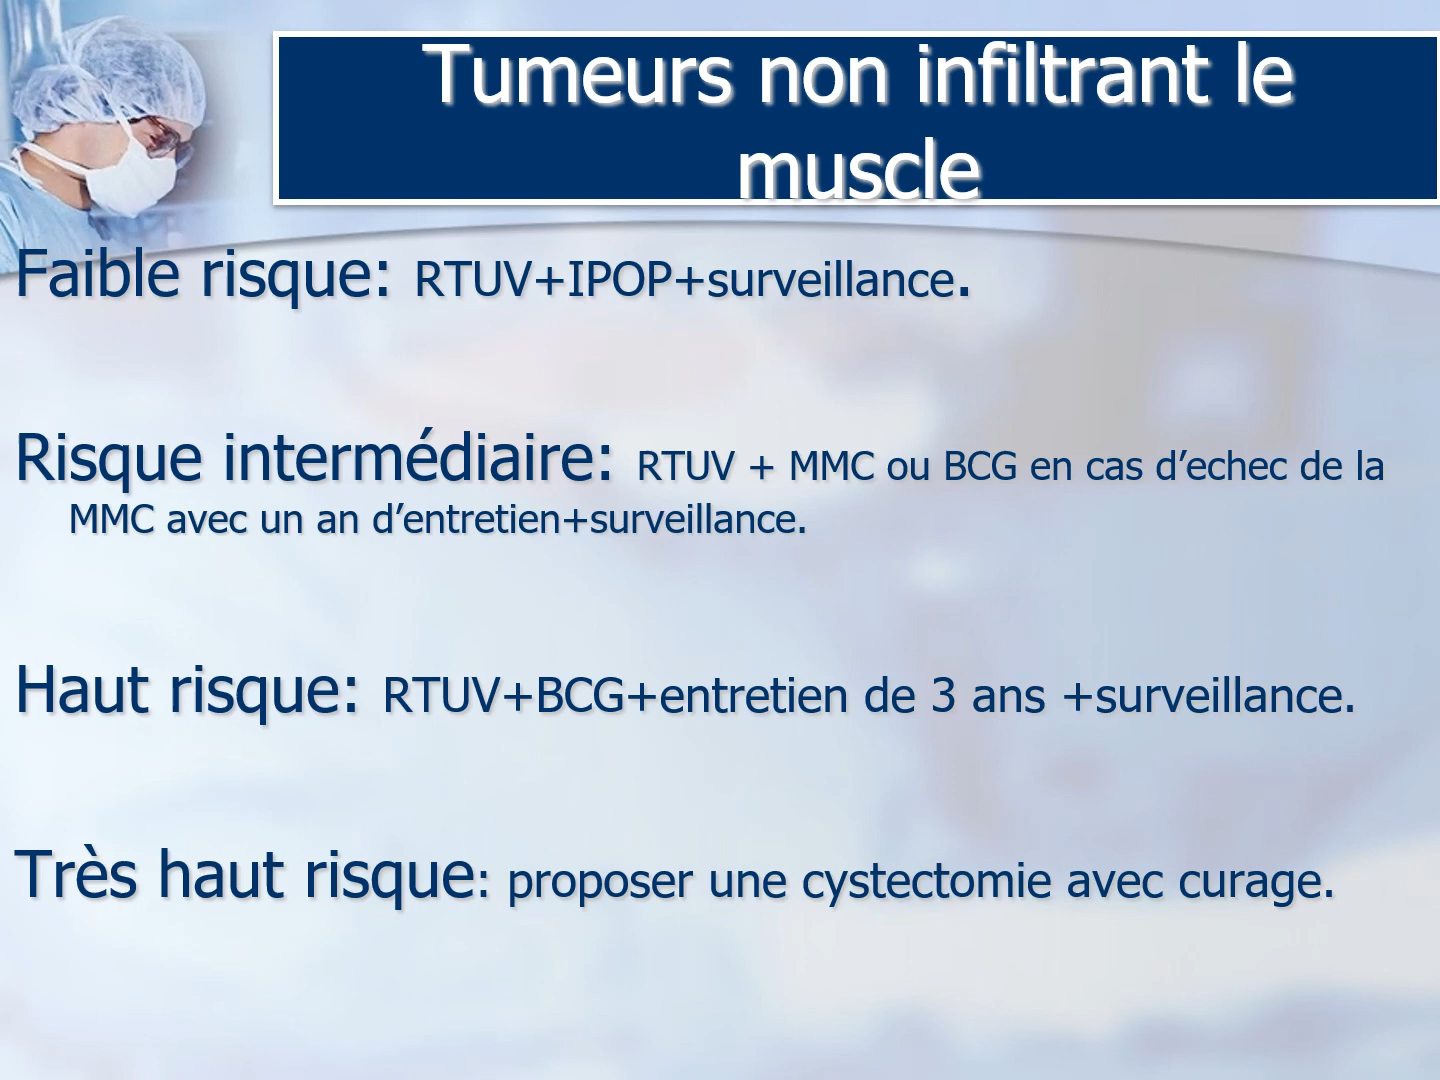 Tumeurs non infiltrant le
muscle
Faible risque: RTUV+IPOP+surveillance.
Risque intermédiaire: RTUV + MMC ou BCG en cas d’echec de la
MMC avec un an d’entretien+surveillance.
Haut risque: RTUV+BCG+entretien de 3 ans +surveillance.
Très haut risque: proposer une cystectomie avec curage.